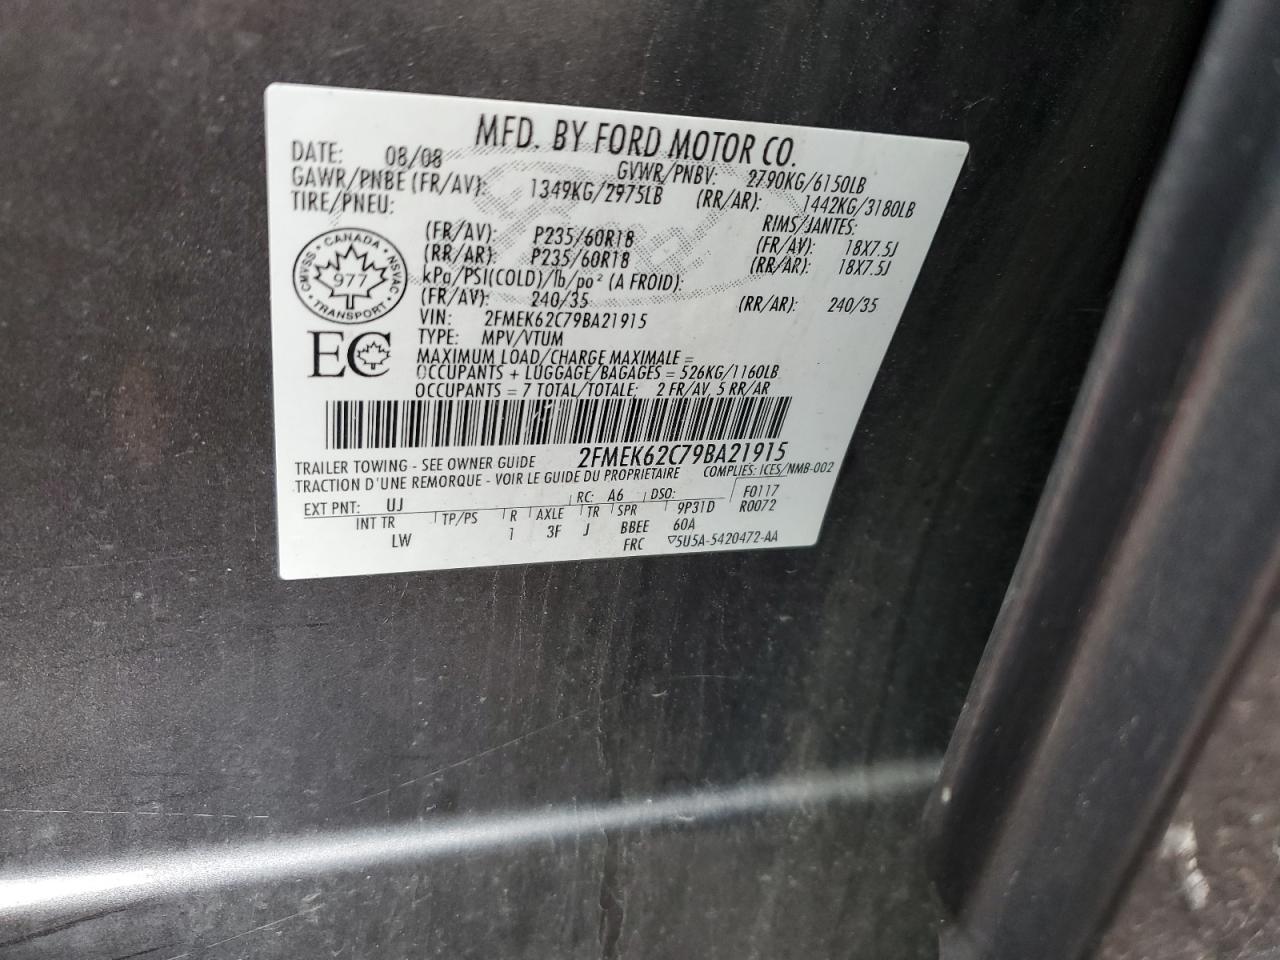 MFD. BY FORD MOTOR CO.
DATE: 08/08 GVWR/PNBV: 2790KG/6150LB
GAWR/PNBE (FR/AV): 1349KG/2975LB (RR/AR): 1442KG/3180LB
TIRE/PNEU: RIMS/JANTES:
(FR/AV): P235/60R18 (FR/AV): 18X7.5J
(RR/AR): P235/60R18 (RR/AR): 18X7.5J
kPa/PSI(COLD)/lb/po² (A FROID):
(FR/AV): 240/35 (RR/AR): 240/35
CANADA
CMVSS 977 NSVAC
TRANSPORT
VIN: 2FMEK62C79BA21915
TYPE: MPV/VTUM
EC
MAXIMUM LOAD/CHARGE MAXIMALE =
OCCUPANTS + LUGGAGE/BAGAGES = 526KG/1160LB
OCCUPANTS = 7 TOTAL/TOTALE: 2 FR/AV, 5 RR/AR
2FMEK62C79BA21915
TRAILER TOWING - SEE OWNER GUIDE COMPLIES: ICES/NMB-002
TRACTION D'UNE REMORQUE - VOIR LE GUIDE DU PROPRIETAIRE
EXT PNT: UJ RC: A6 DSO: F0117
INT TR TP/PS R AXLE TR SPR 9P31D R0072
LW 1 3F J BBEE 60A
FRC ▽5U5A-5420472-AA